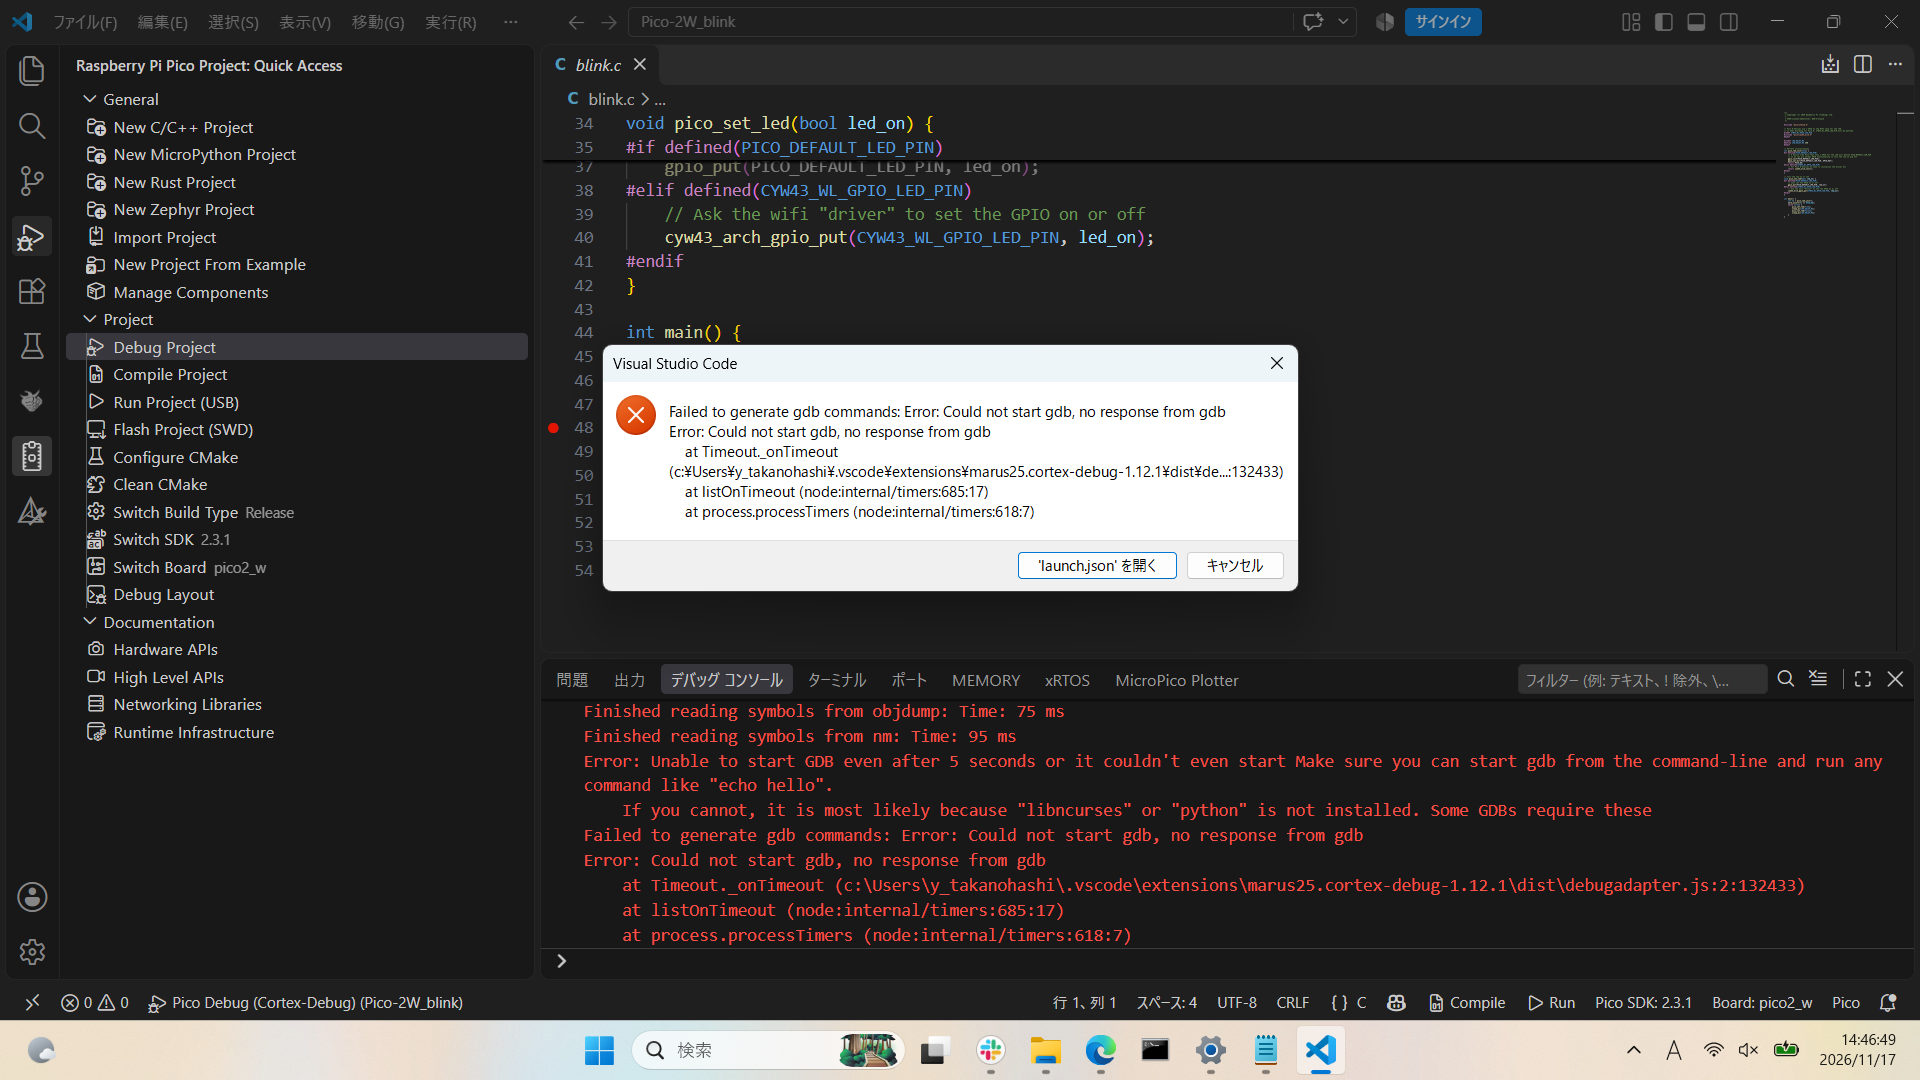 ファイル(F) 編集(E) 選択(S) 表示(V) 移動(G) 実行(R) ···
Pico-2W_blink
サインイン
Raspberry Pi Pico Project: Quick Access
General
New C/C++ Project
New MicroPython Project
New Rust Project
New Zephyr Project
Import Project
New Project From Example
Manage Components
Project
Debug Project
Compile Project
Run Project (USB)
Flash Project (SWD)
Configure CMake
Clean CMake
Switch Build Type Release
Switch SDK 2.3.1
Switch Board pico2_w
Debug Layout
Documentation
Hardware APIs
High Level APIs
Networking Libraries
Runtime Infrastructure
C blink.c
C blink.c > ...
34 void pico_set_led(bool led_on) {
35 #if defined(PICO_DEFAULT_LED_PIN)
37 gpio_put(PICO_DEFAULT_LED_PIN, led_on);
38 #elif defined(CYW43_WL_GPIO_LED_PIN)
39 // Ask the wifi "driver" to set the GPIO on or off
40 cyw43_arch_gpio_put(CYW43_WL_GPIO_LED_PIN, led_on);
41 #endif
42 }
43
44 int main() {
45
46
47
48
49
50
51
52
53
54
Visual Studio Code
Failed to generate gdb commands: Error: Could not start gdb, no response from gdb
Error: Could not start gdb, no response from gdb
at Timeout._onTimeout
(c:¥Users¥y_takanohashi¥.vscode¥extensions¥marus25.cortex-debug-1.12.1¥dist¥de...:132433)
at listOnTimeout (node:internal/timers:685:17)
at process.processTimers (node:internal/timers:618:7)
'launch.json' を開く
キャンセル
問題 出力 デバッグ コンソール ターミナル ポート MEMORY xRTOS MicroPico Plotter
フィルター (例: テキスト、! 除外、\...
Finished reading symbols from objdump: Time: 75 ms
Finished reading symbols from nm: Time: 95 ms
Error: Unable to start GDB even after 5 seconds or it couldn't even start Make sure you can start gdb from the command-line and run any
command like "echo hello".
If you cannot, it is most likely because "libncurses" or "python" is not installed. Some GDBs require these
Failed to generate gdb commands: Error: Could not start gdb, no response from gdb
Error: Could not start gdb, no response from gdb
at Timeout._onTimeout (c:\Users\y_takanohashi\.vscode\extensions\marus25.cortex-debug-1.12.1\dist\debugadapter.js:2:132433)
at listOnTimeout (node:internal/timers:685:17)
at process.processTimers (node:internal/timers:618:7)
0 0 Pico Debug (Cortex-Debug) (Pico-2W_blink)
行 1、列 1 スペース: 4 UTF-8 CRLF { } C Compile Run Pico SDK: 2.3.1 Board: pico2_w Pico
検索
A
14:46:49
2026/11/17